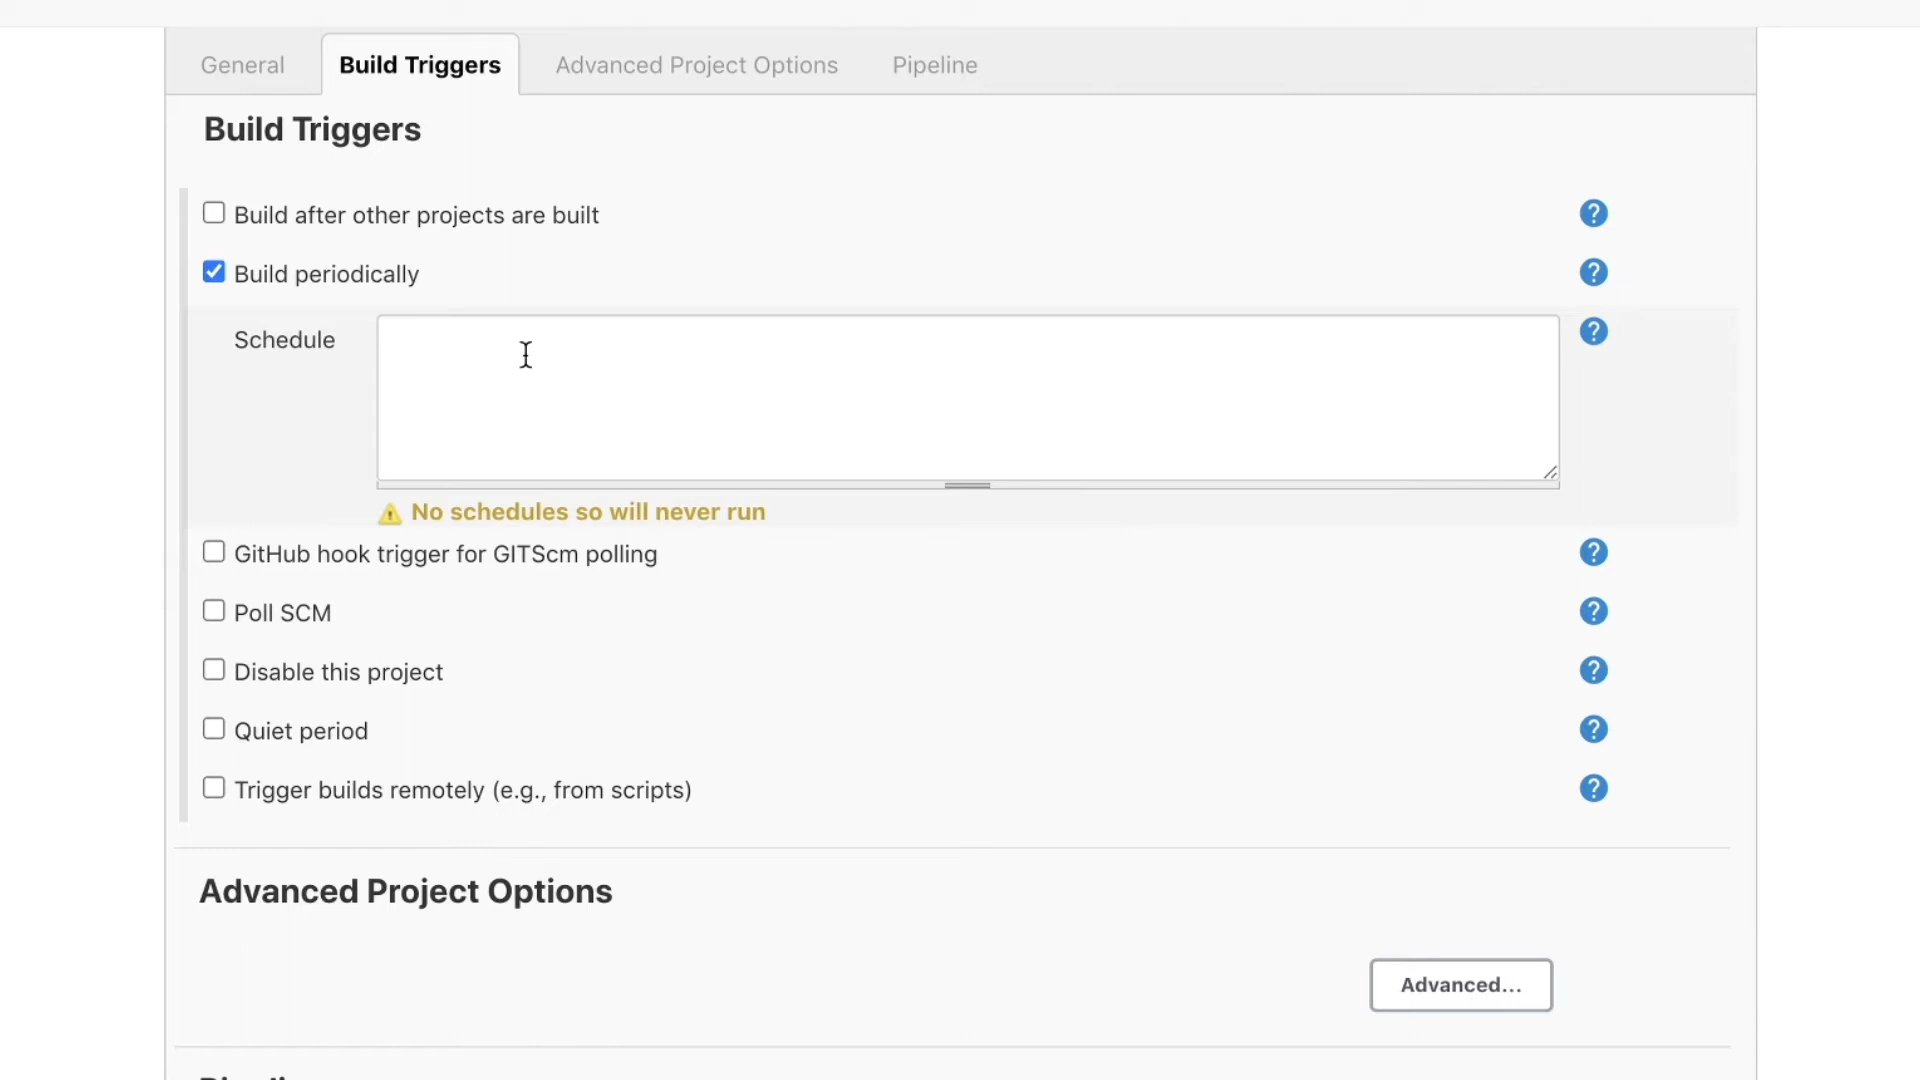 General Build Triggers Advanced Project Options Pipeline
Build Triggers
Build after other projects are built ?
Build periodically ?
Schedule ?
No schedules so will never run
GitHub hook trigger for GITScm polling ?
Poll SCM ?
Disable this project ?
Quiet period ?
Trigger builds remotely (e.g., from scripts) ?
Advanced Project Options
Advanced...